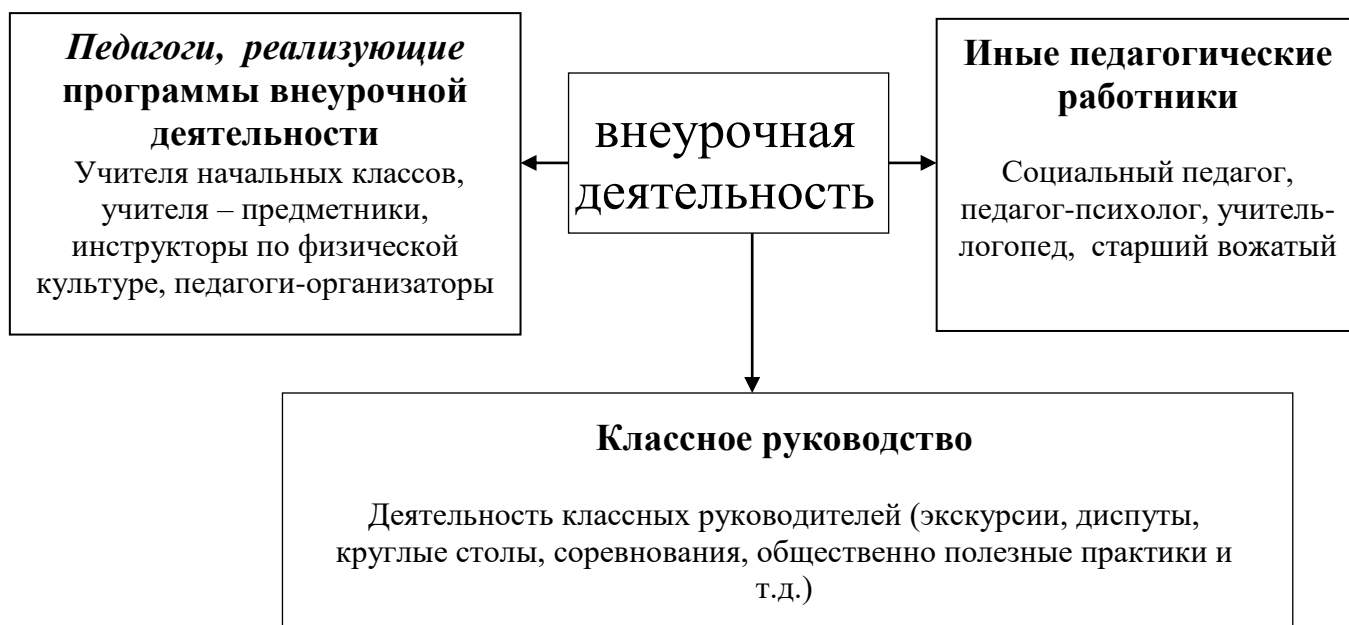 Педагоги, реализующие
программы внеурочной
деятельности
Учителя начальных классов,
учителя – предметники,
инструкторы по физической
культуре, педагоги-организаторы
внеурочная
деятельность
Иные педагогические
работники
Социальный педагог,
педагог-психолог, учитель-
логопед, старший вожатый
Классное руководство
Деятельность классных руководителей (экскурсии, диспуты,
круглые столы, соревнования, общественно полезные практики и
т.д.)